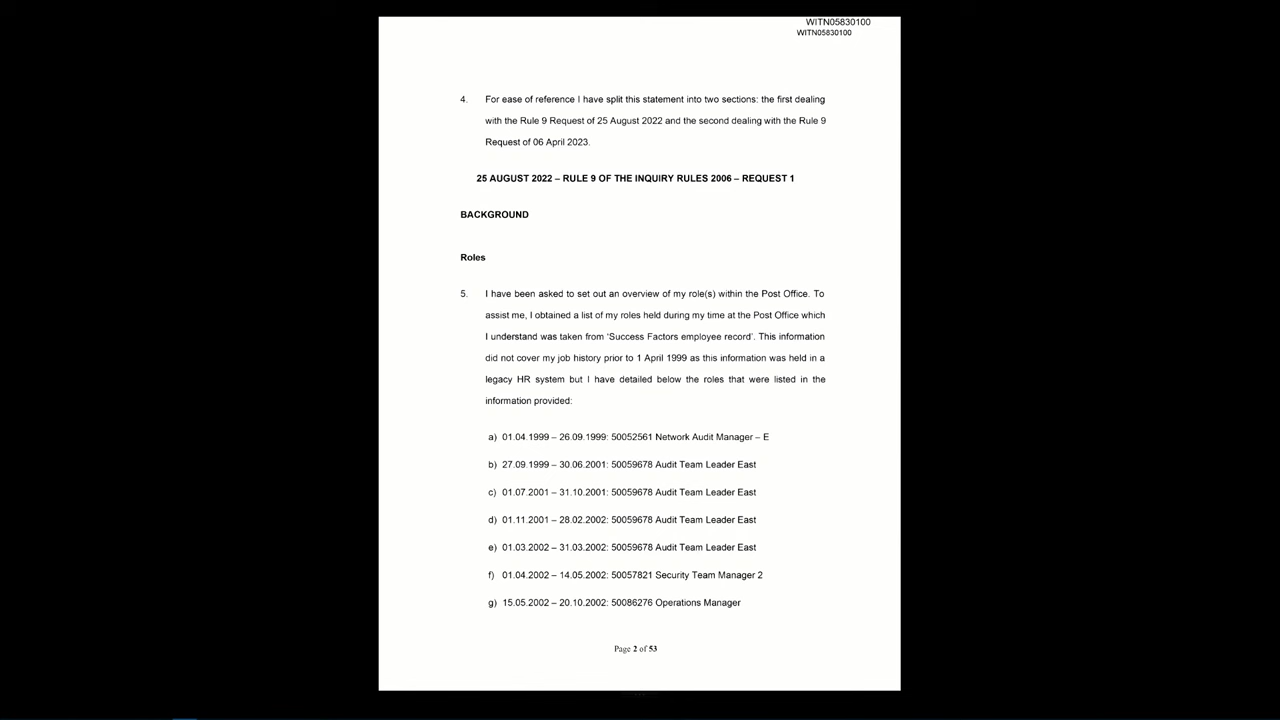 WITN05830100
WITN05830100
4. For ease of reference I have split this statement into two sections: the first dealing
with the Rule 9 Request of 25 August 2022 and the second dealing with the Rule 9
Request of 06 April 2023.
25 AUGUST 2022 – RULE 9 OF THE INQUIRY RULES 2006 – REQUEST 1
BACKGROUND
Roles
5. I have been asked to set out an overview of my role(s) within the Post Office. To
assist me, I obtained a list of my roles held during my time at the Post Office which
I understand was taken from ‘Success Factors employee record’. This information
did not cover my job history prior to 1 April 1999 as this information was held in a
legacy HR system but I have detailed below the roles that were listed in the
information provided:
a) 01.04.1999 – 26.09.1999: 50052561 Network Audit Manager – E
b) 27.09.1999 – 30.06.2001: 50059678 Audit Team Leader East
c) 01.07.2001 – 31.10.2001: 50059678 Audit Team Leader East
d) 01.11.2001 – 28.02.2002: 50059678 Audit Team Leader East
e) 01.03.2002 – 31.03.2002: 50059678 Audit Team Leader East
f) 01.04.2002 – 14.05.2002: 50057821 Security Team Manager 2
g) 15.05.2002 – 20.10.2002: 50086276 Operations Manager
Page 2 of 53